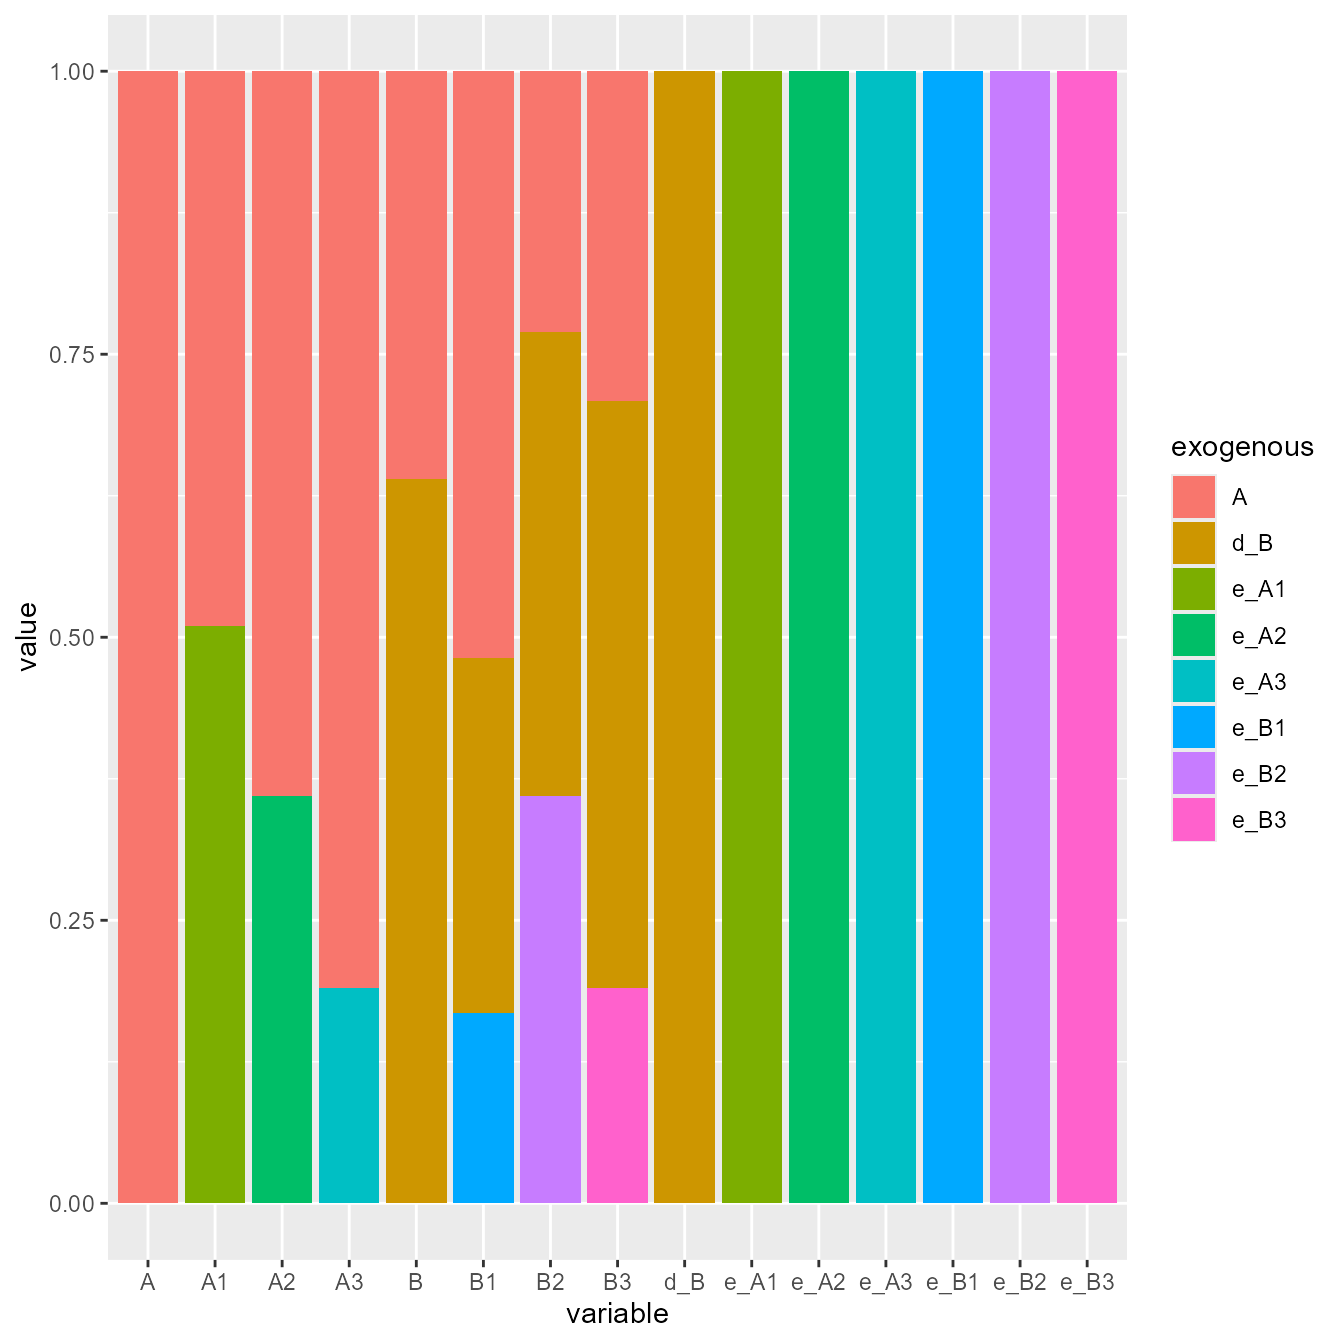 1.00
0.75
0.50
0.25
0.00
value
A A1 A2 A3 B B1 B2 B3 d_B e_A1 e_A2 e_A3 e_B1 e_B2 e_B3
variable
exogenous
A
d_B
e_A1
e_A2
e_A3
e_B1
e_B2
e_B3